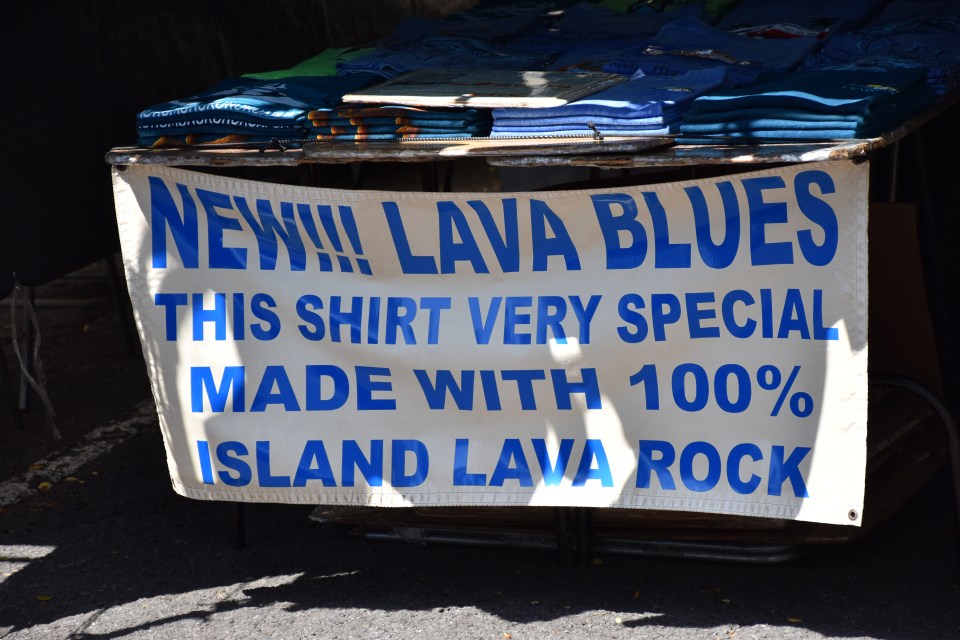 NEW!!! LAVA BLUES
THIS SHIRT VERY SPECIAL
MADE WITH 100%
ISLAND LAVA ROCK